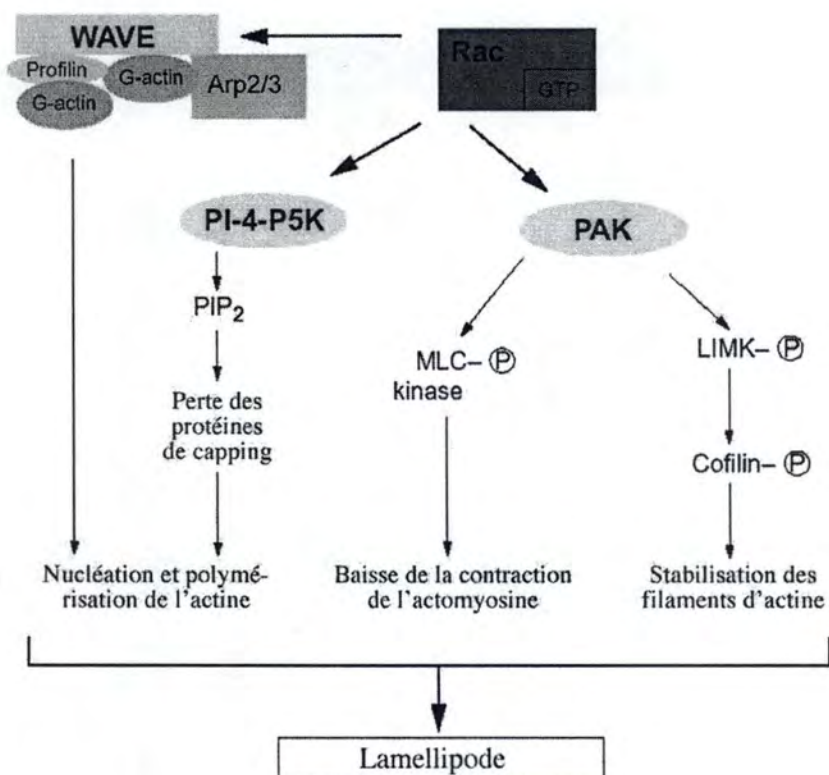 WAVE
Profilin
G-actin
G-actin
Arp2/3
Rac
GTP
PI-4-P5K
PAK
PIP2
MLC– P
kinase
LIMK– P
Perte des
protéines
de capping
Cofilin– P
Nucléation et polymé-
risation de l'actine
Baisse de la contraction
de l'actomyosine
Stabilisation des
filaments d'actine
Lamellipode